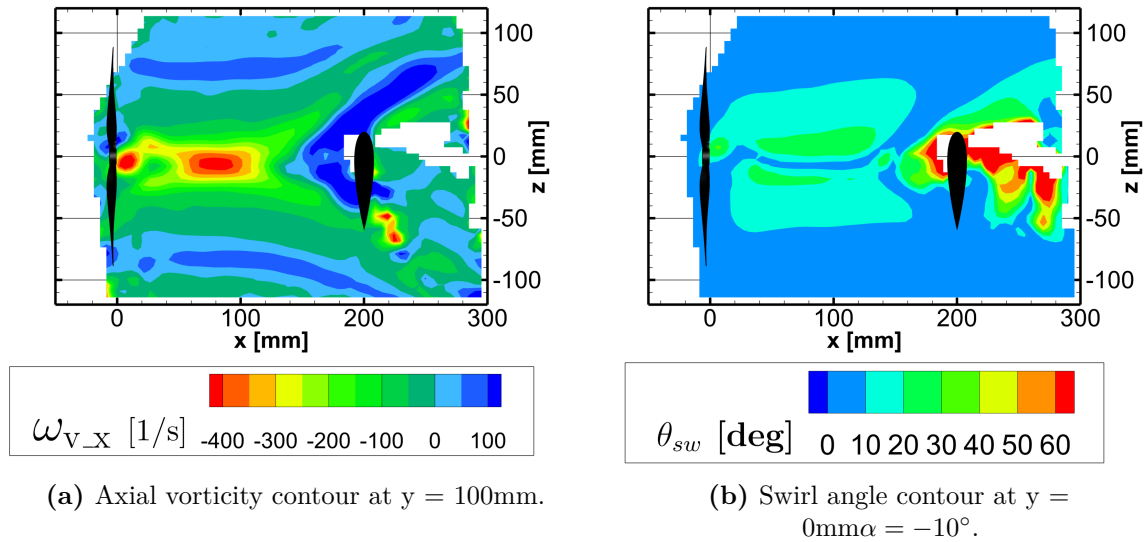 100
50
0
-50
-100
z [mm]
0
100
200
300
x [mm]
ω_V_X [1/s]
-400 -300 -200 -100 0 100
(a) Axial vorticity contour at y = 100mm.
100
50
0
-50
-100
z [mm]
0
100
200
300
x [mm]
θ_sw [deg]
0 10 20 30 40 50 60
(b) Swirl angle contour at y =
0mmα = −10°.